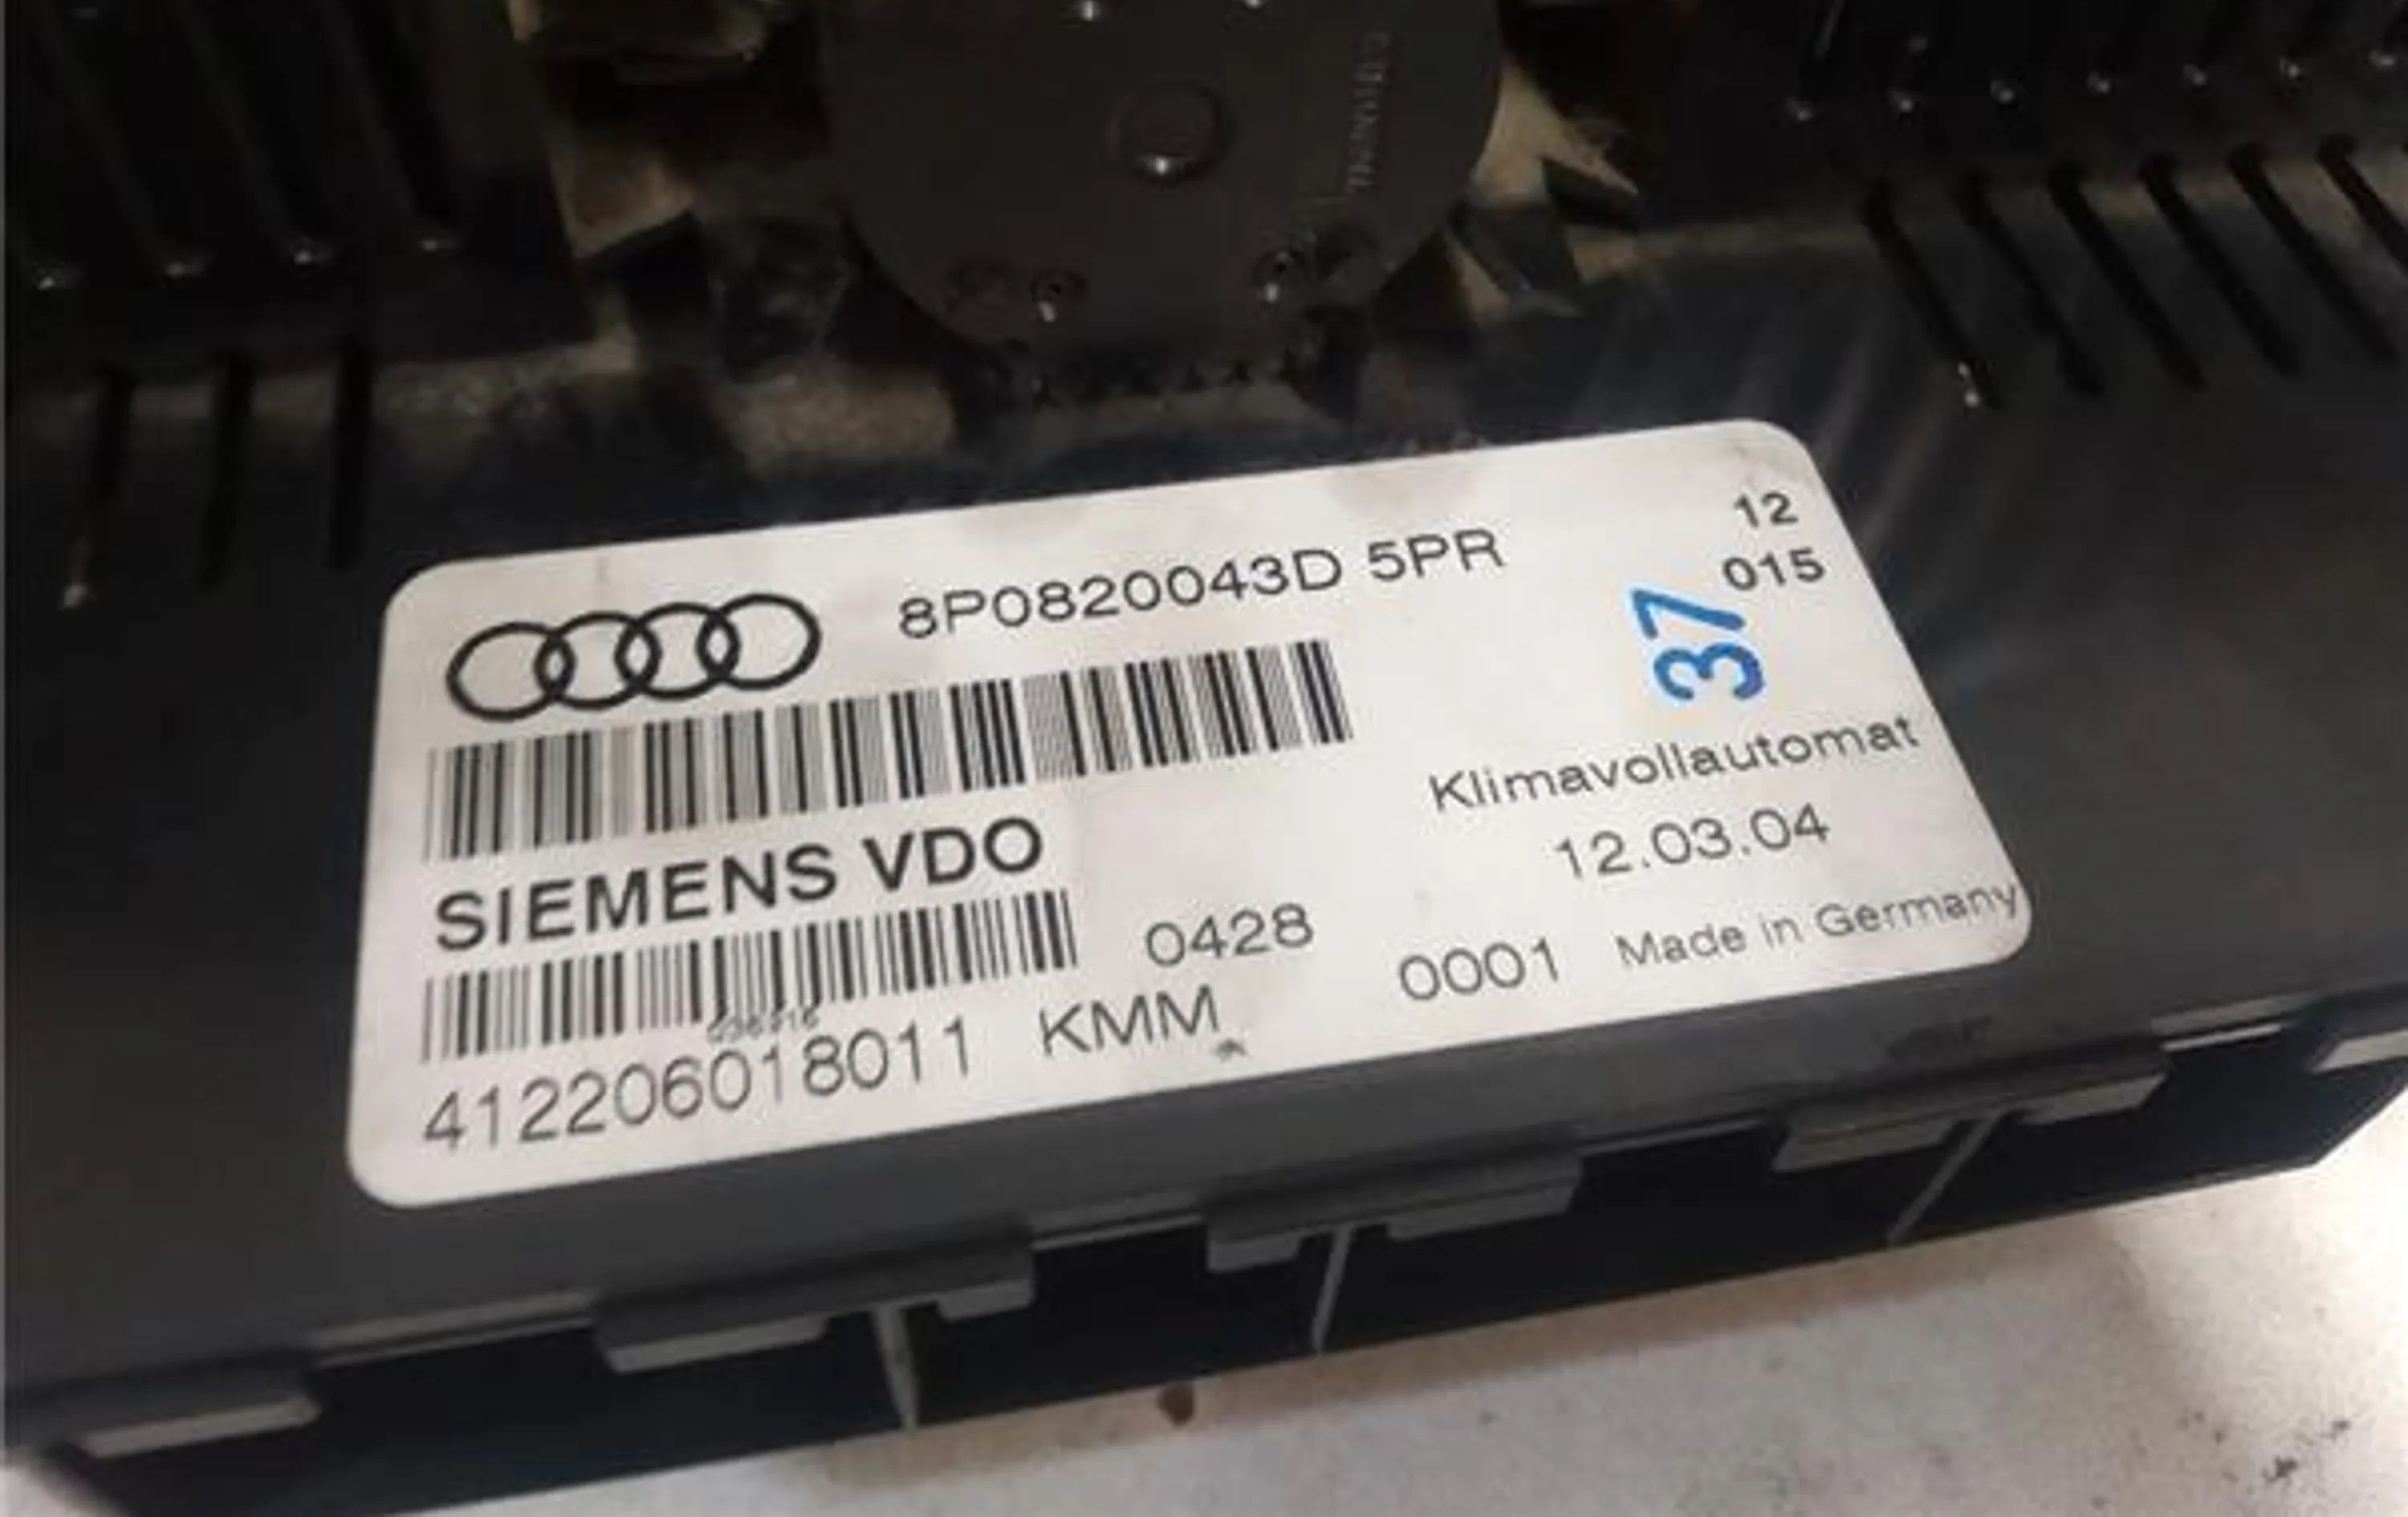 8P0820043D 5PR
12
015
37
SIEMENS VDO
Klimavollautomat
12.03.04
0428
0001 Made in Germany
412206018011 KMM